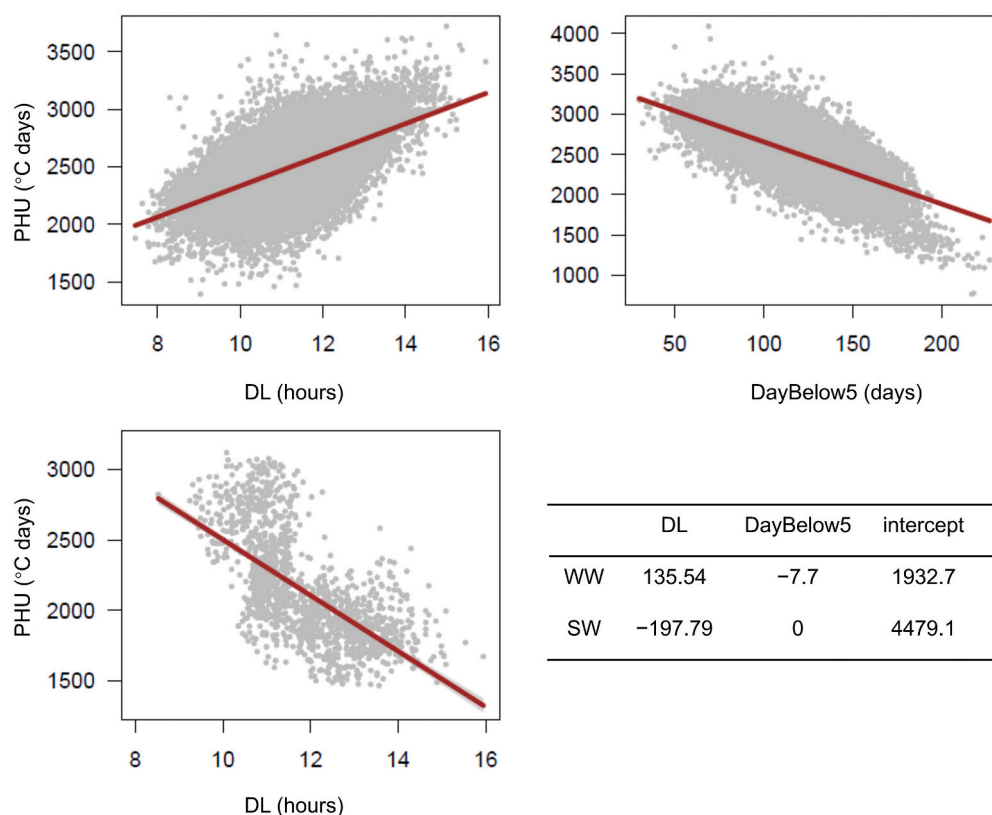 PHU (°C days)
3500
3000
2500
2000
1500
8 10 12 14 16
DL (hours)
4000
3500
3000
2500
2000
1500
1000
50 100 150 200
DayBelow5 (days)
PHU (°C days)
3000
2500
2000
1500
8 10 12 14 16
DL (hours)
DL DayBelow5 intercept
WW 135.54 −7.7 1932.7
SW −197.79 0 4479.1